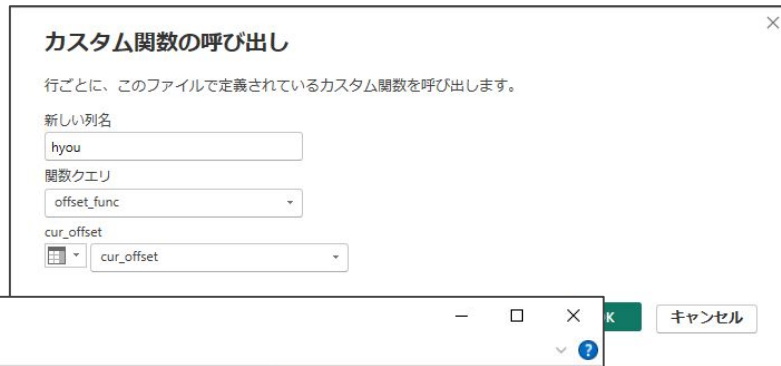 カスタム関数の呼び出し
行ごとに、このファイルで定義されているカスタム関数を呼び出します。
新しい列名
hyou
関数クエリ
offset_func
cur_offset
cur_offset
K
キャンセル
?